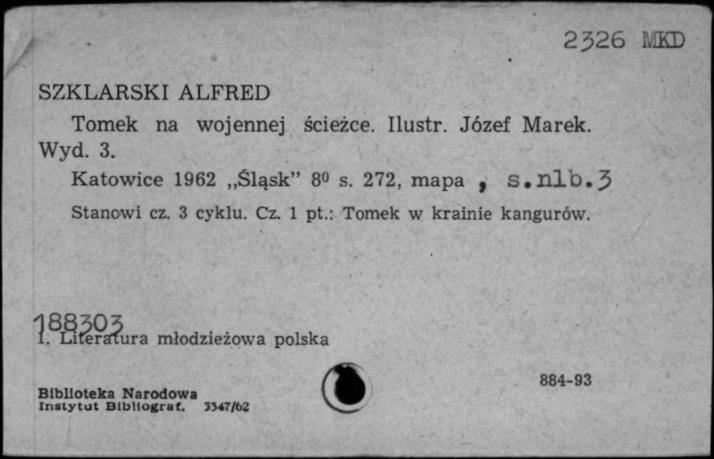 2326 MKD
SZKLARSKI ALFRED
Tomek na wojennej ścieżce. Ilustr. Józef Marek.
Wyd. 3.
Katowice 1962 „Śląsk” 8⁰ s. 272, mapa , s.nlb.3
Stanowi cz. 3 cyklu. Cz. 1 pt.: Tomek w krainie kangurów.
188303
1. Literatura młodzieżowa polska
884-93
Biblioteka Narodowa
Instytut Bibliograf. 3347/62